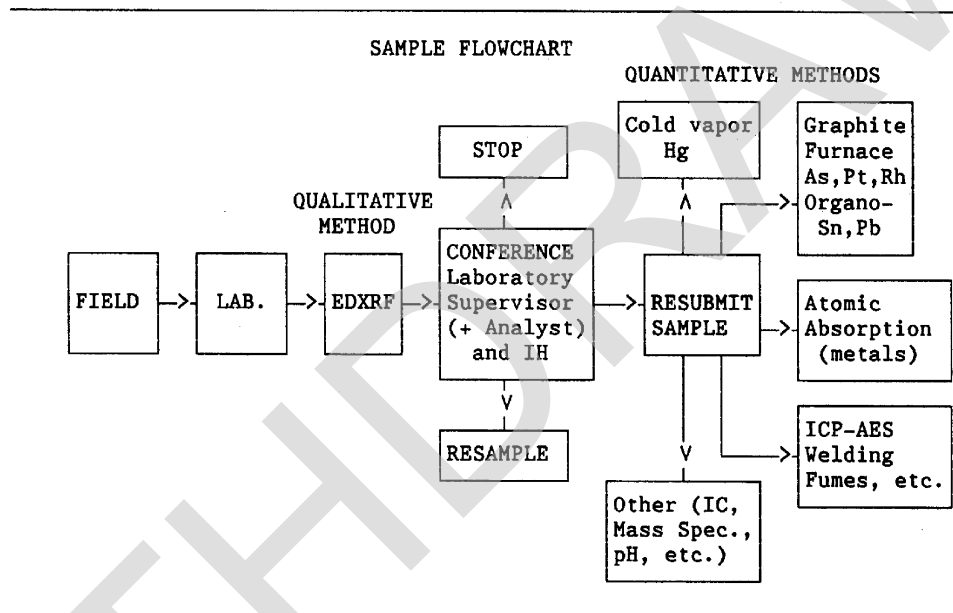 SAMPLE FLOWCHART
QUANTITATIVE METHODS
Cold vapor
Hg
Graphite
Furnace
As,Pt,Rh
Organo-
Sn,Pb
STOP
QUALITATIVE
METHOD
FIELD
LAB.
EDXRF
CONFERENCE
Laboratory
Supervisor
(+ Analyst)
and IH
RESUBMIT
SAMPLE
Atomic
Absorption
(metals)
RESAMPLE
ICP-AES
Welding
Fumes, etc.
Other (IC,
Mass Spec.,
pH, etc.)
THDRAW